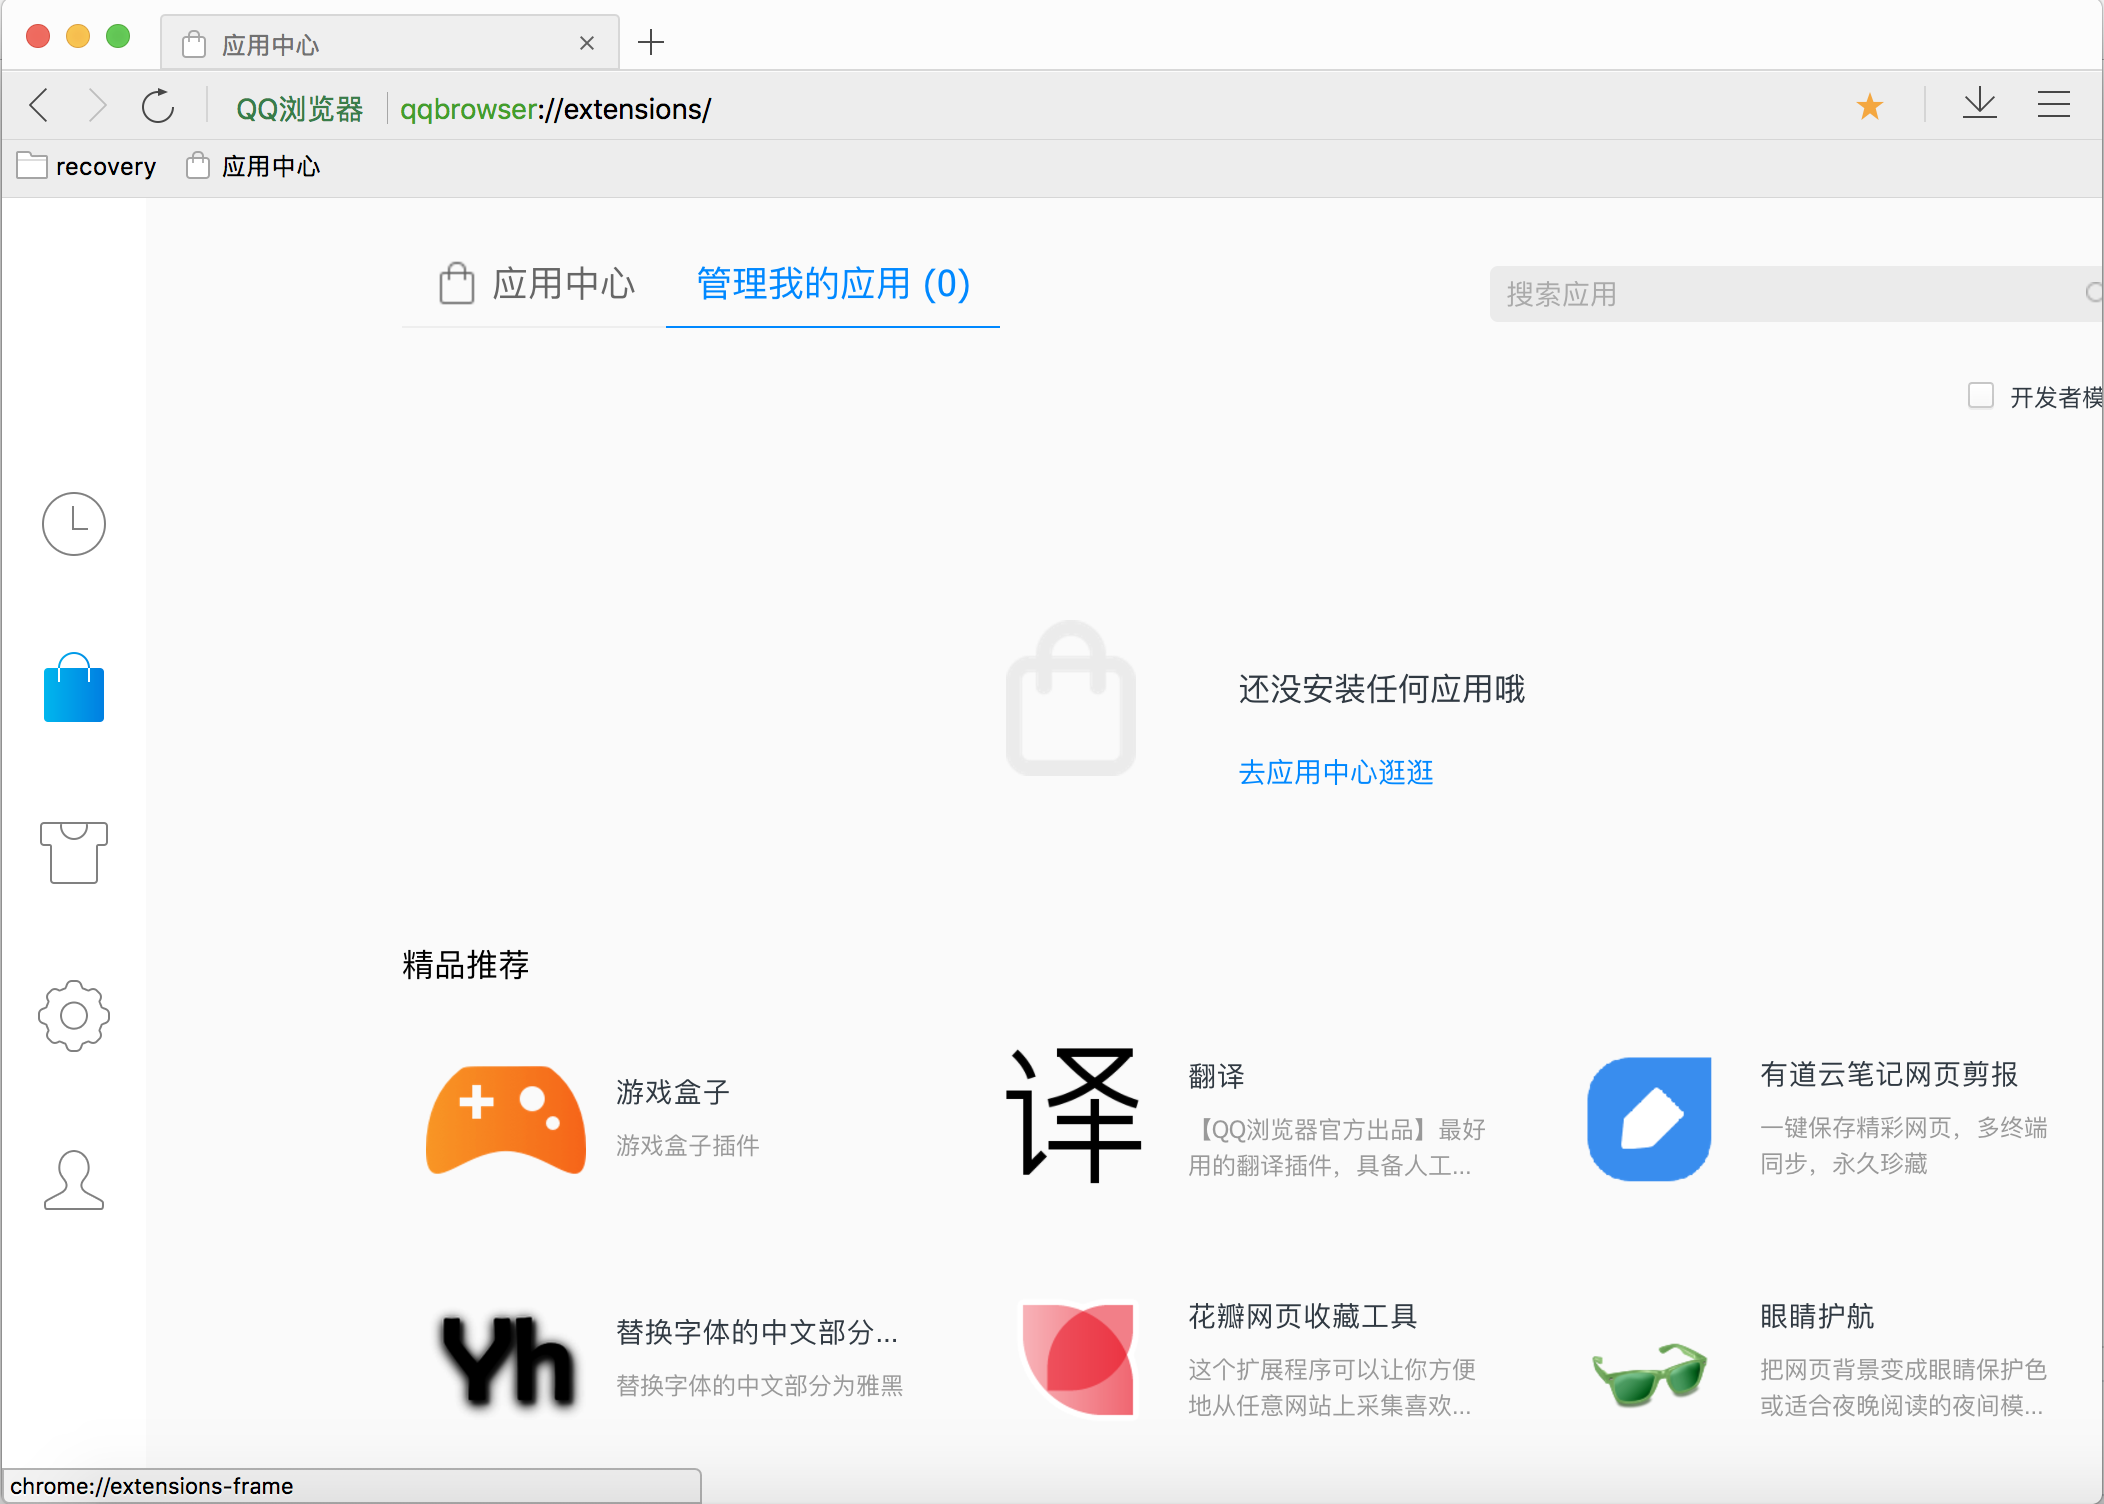 应用中心
QQ浏览器 qqbrowser://extensions/
recovery 应用中心
应用中心 管理我的应用 (0) 搜索应用
开发者模
还没安装任何应用哦
去应用中心逛逛
精品推荐
游戏盒子
游戏盒子插件
译
翻译
【QQ浏览器官方出品】最好
用的翻译插件，具备人工...
有道云笔记网页剪报
一键保存精彩网页，多终端
同步，永久珍藏
Yh
替换字体的中文部分...
替换字体的中文部分为雅黑
花瓣网页收藏工具
这个扩展程序可以让你方便
地从任意网站上采集喜欢...
眼睛护航
把网页背景变成眼睛保护色
或适合夜晚阅读的夜间模...
chrome://extensions-frame